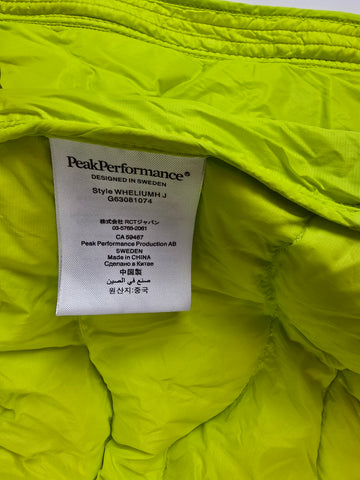 PeakPerformance®
DESIGNED IN SWEDEN
Style WHELIUMH J
G63081074
株式会社 RCTジャパン
03-5768-2061
CA 59467
Peak Performance Production AB
SWEDEN
Made in CHINA
Сделано в Китае
中国製
صنع في الصين
원산지:중국